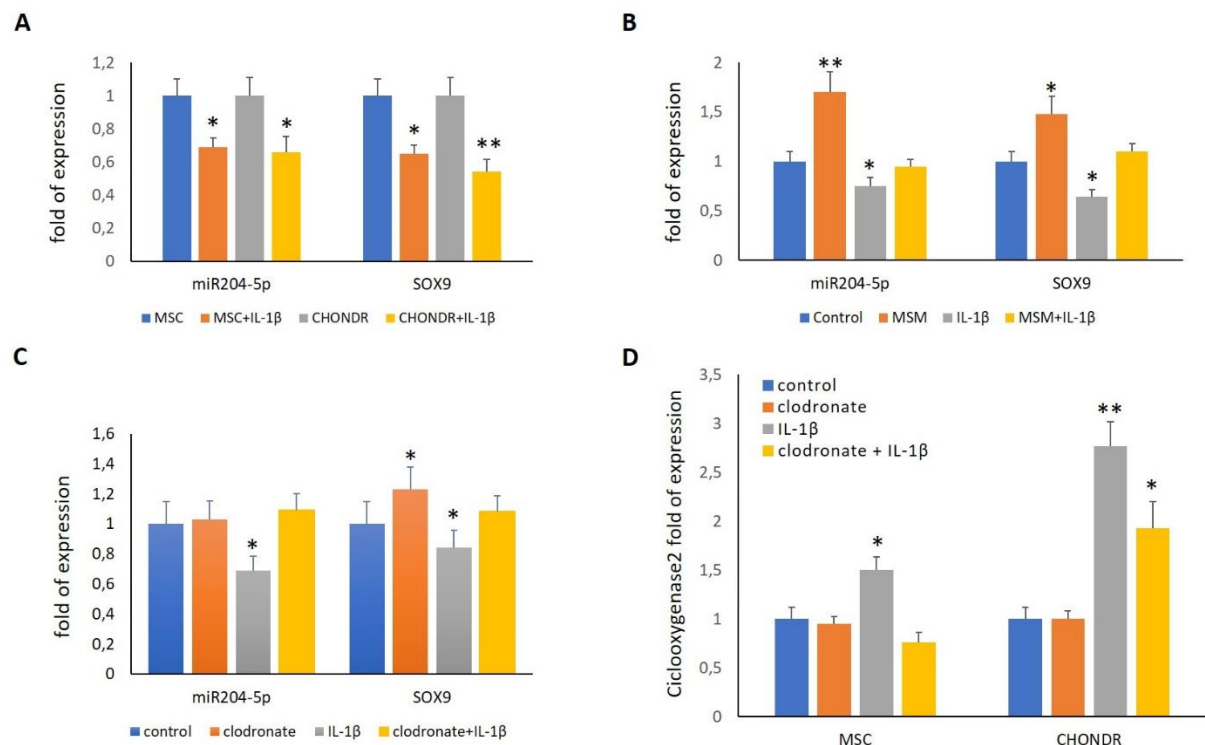 A
fold of expression
1,2
1
0,8
0,6
0,4
0,2
0
*
*
*
**
miR204-5p SOX9
MSC MSC+IL-1β CHONDR CHONDR+IL-1β
B
fold of expression
2
1,5
1
0,5
0
**
*
*
*
miR204-5p SOX9
Control MSM IL-1β MSM+IL-1β
C
fold of expression
1,6
1,4
1,2
1
0,8
0,6
0,4
0,2
0
*
*
*
miR204-5p SOX9
control clodronate IL-1β clodronate+IL-1β
D
Ciclooxygenase2 fold of expression
3,5
3
2,5
2
1,5
1
0,5
0
control
clodronate
IL-1β
clodronate + IL-1β
*
**
*
MSC CHONDR